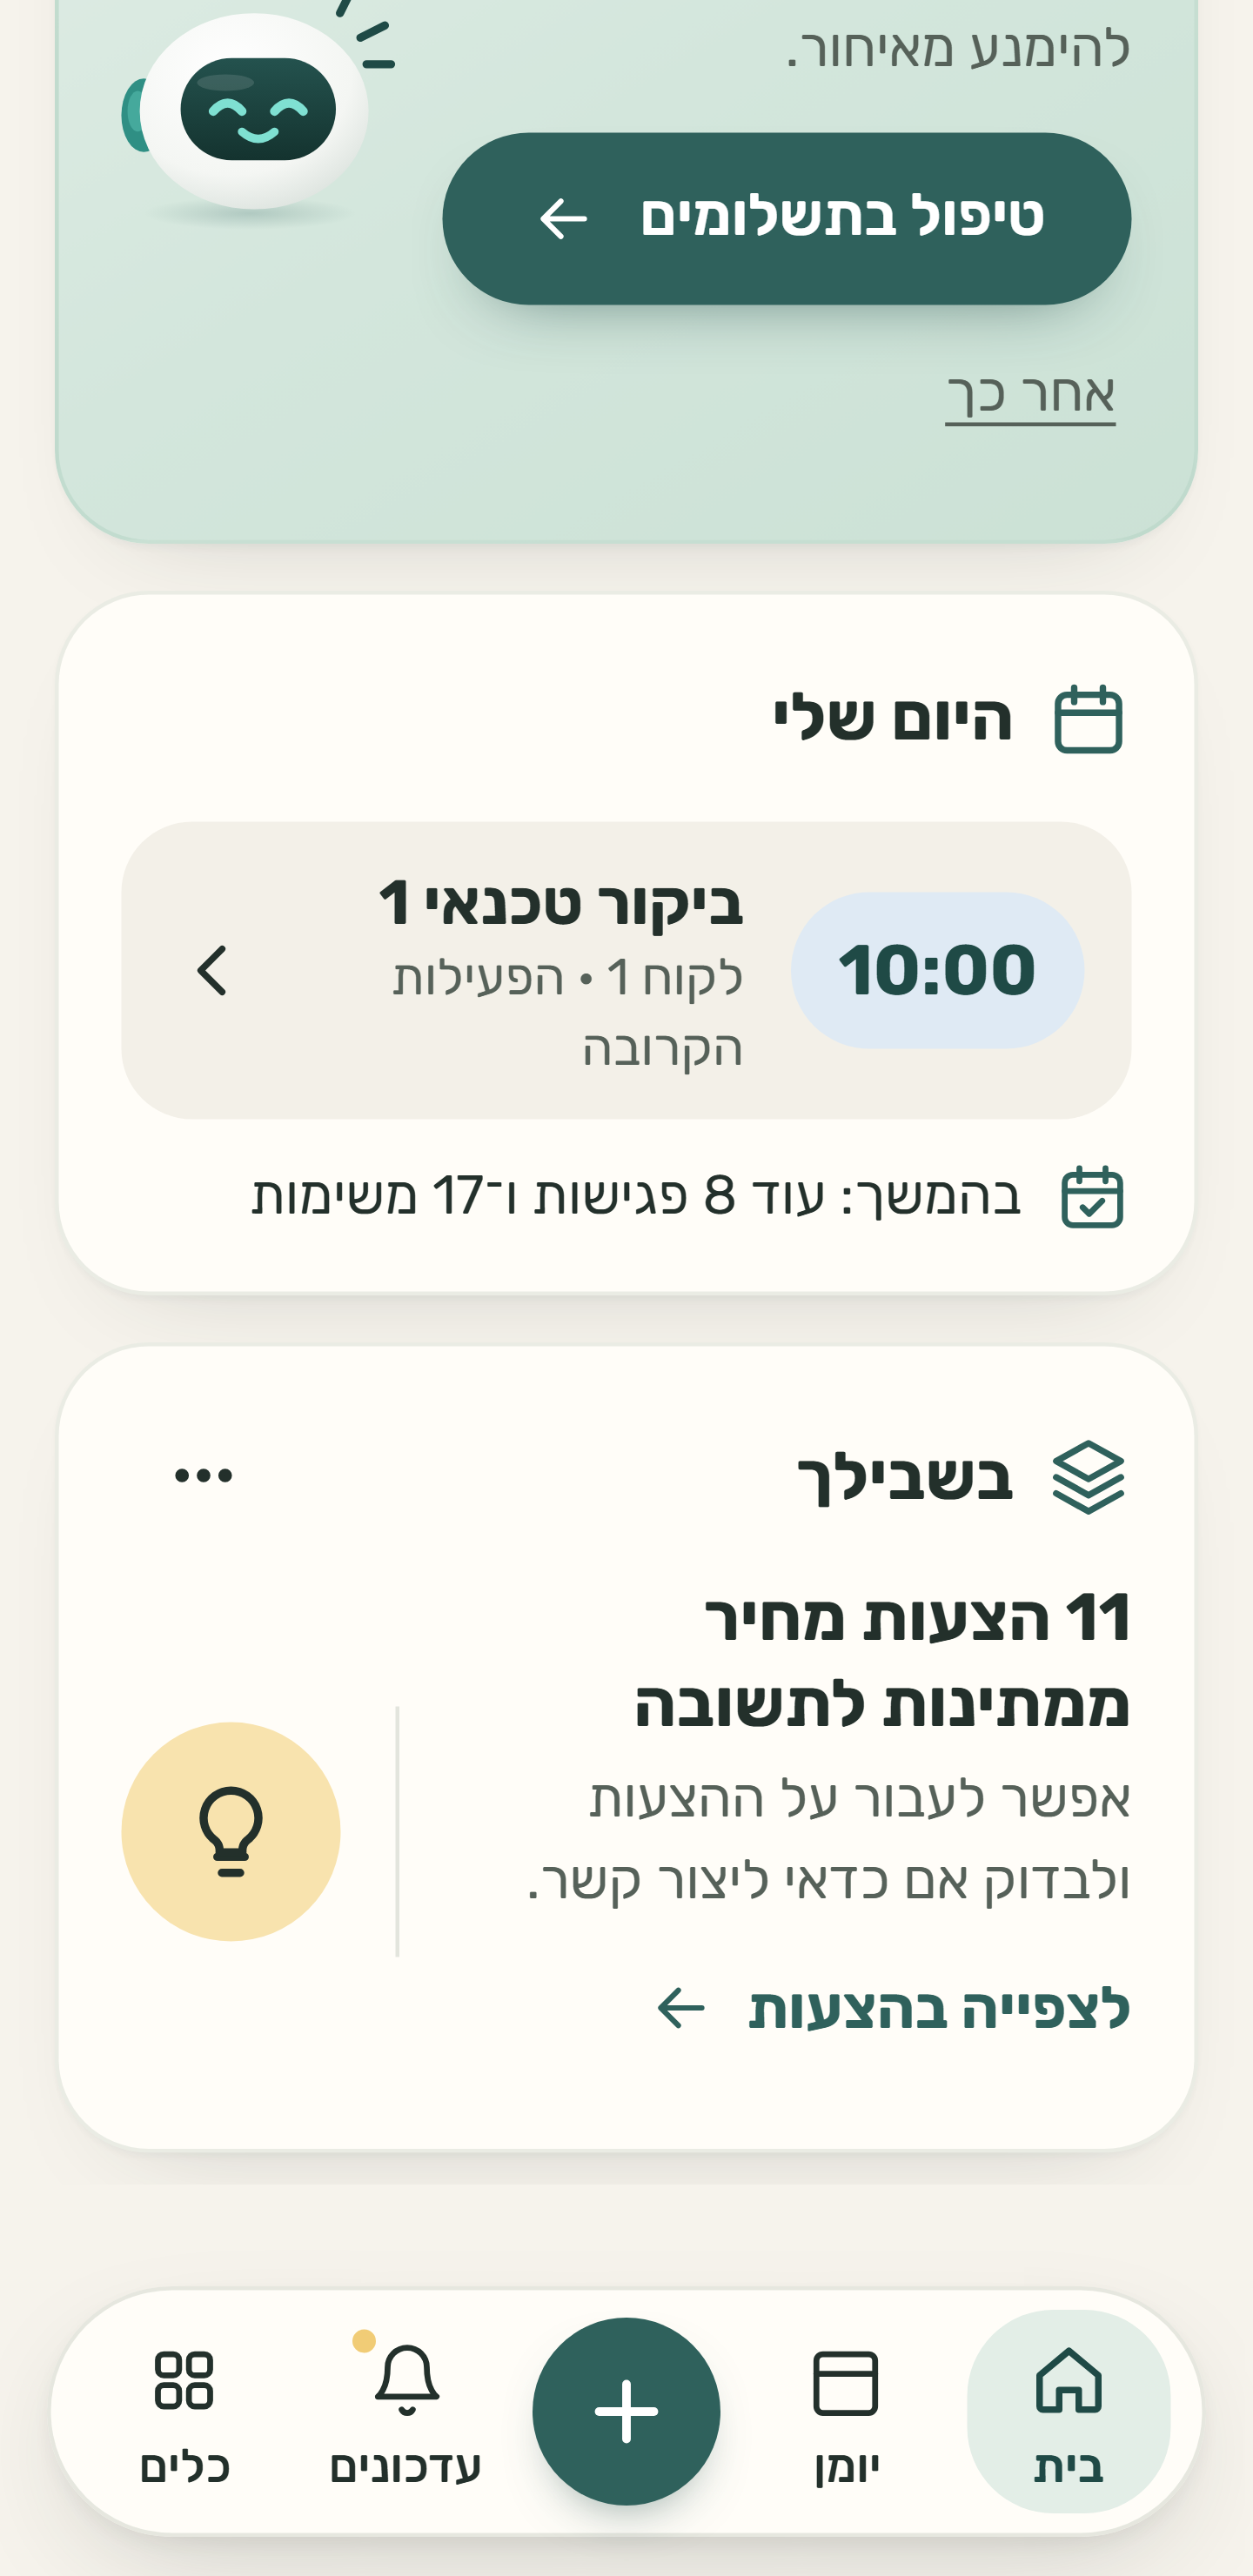 להימנע מאיחור.
טיפול בתשלומים
אחר כך
היום שלי
10:00
ביקור טכנאי 1
לקוח 1 • הפעילות
הקרובה
בהמשך: עוד 8 פגישות ו־17 משימות
בשבילך
11 הצעות מחיר
ממתינות לתשובה
אפשר לעבור על ההצעות
ולבדוק אם כדאי ליצור קשר.
לצפייה בהצעות
בית
יומן
עדכונים
כלים